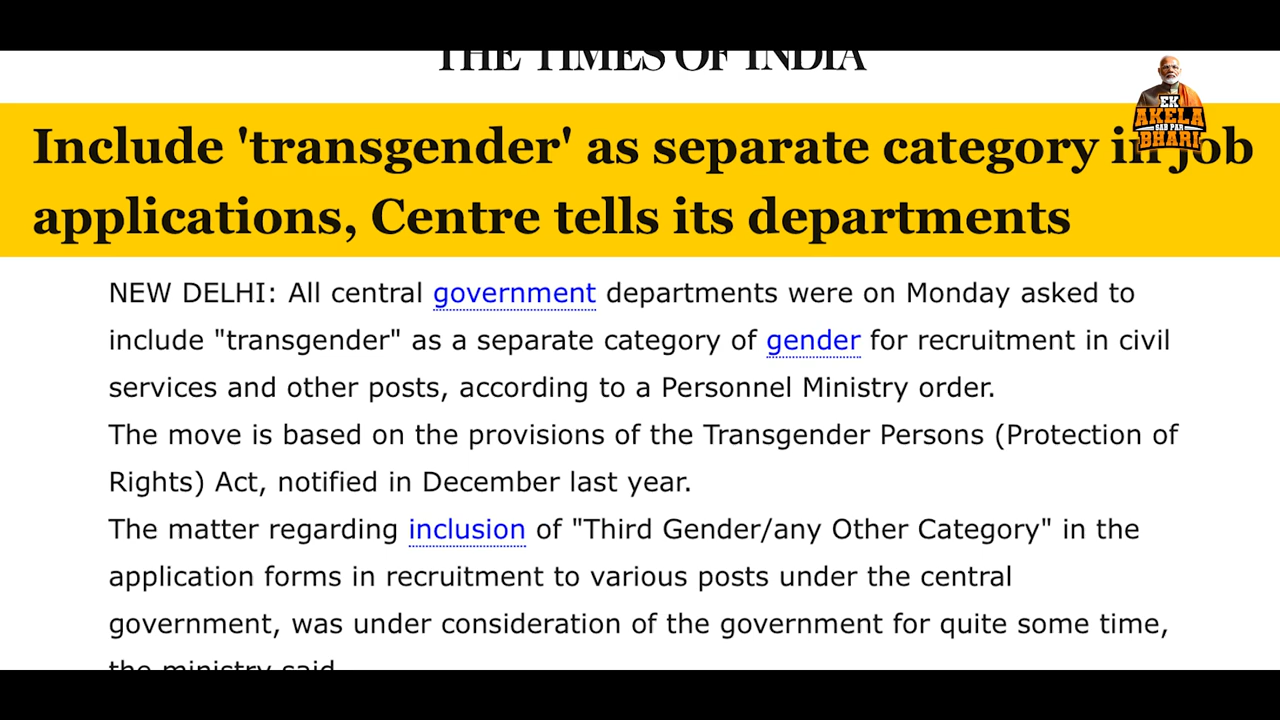 THE TIMES OF INDIA
EK
AKELA
SAB PAR
BHARI
Include 'transgender' as separate category in job
applications, Centre tells its departments
NEW DELHI: All central government departments were on Monday asked to
include "transgender" as a separate category of gender for recruitment in civil
services and other posts, according to a Personnel Ministry order.
The move is based on the provisions of the Transgender Persons (Protection of
Rights) Act, notified in December last year.
The matter regarding inclusion of "Third Gender/any Other Category" in the
application forms in recruitment to various posts under the central
government, was under consideration of the government for quite some time,
the ministry said